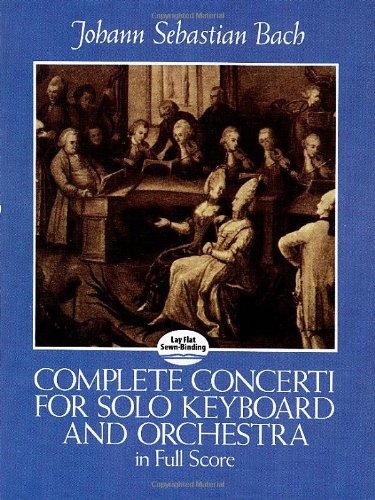 Johann Sebastian Bach
Lay Flat
Sewn-Binding
COMPLETE CONCERTI
FOR SOLO KEYBOARD
AND ORCHESTRA
in Full Score